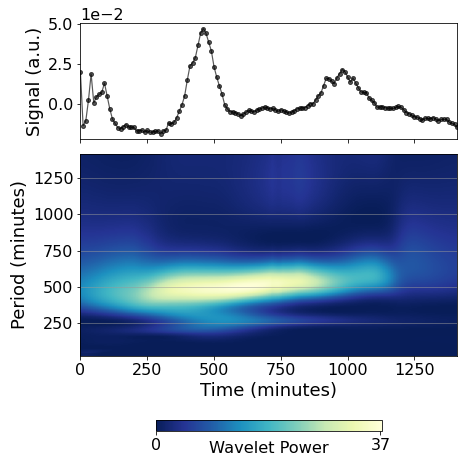 1e−2
5.0
2.5
0.0
Signal (a.u.)
1250
1000
750
500
250
Period (minutes)
0 250 500 750 1000 1250
Time (minutes)
0 37
Wavelet Power